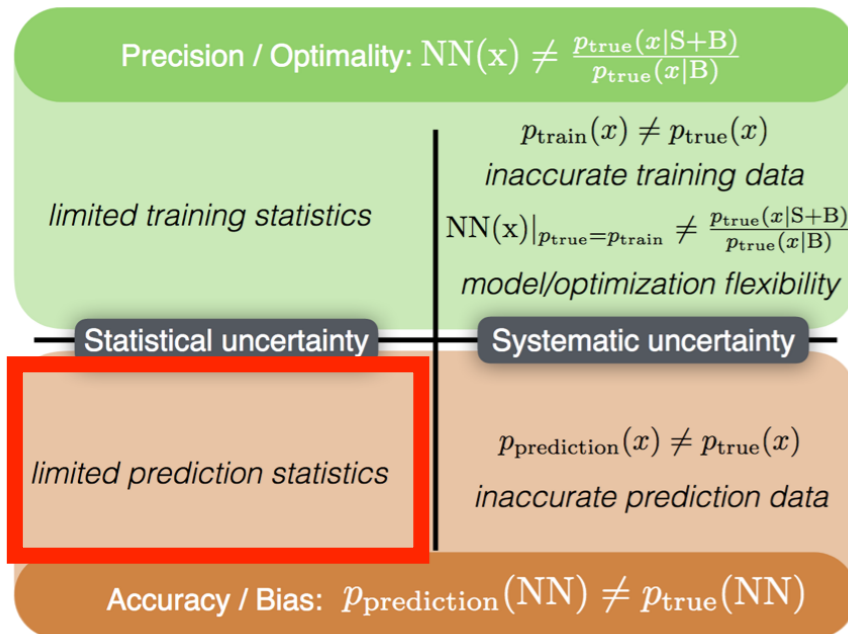 Precision / Optimality: NN(x) ≠ p_true(x|S+B) / p_true(x|B)
limited training statistics
p_train(x) ≠ p_true(x)
inaccurate training data
NN(x)|p_true=p_train ≠ p_true(x|S+B) / p_true(x|B)
model/optimization flexibility
Statistical uncertainty
Systematic uncertainty
limited prediction statistics
p_prediction(x) ≠ p_true(x)
inaccurate prediction data
Accuracy / Bias: p_prediction(NN) ≠ p_true(NN)